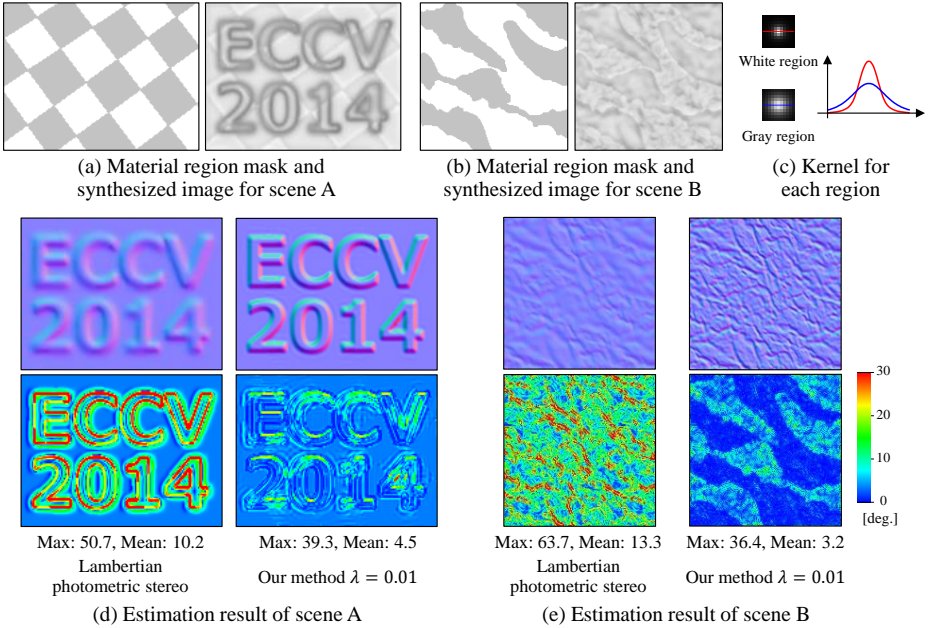 ECCV
2014
White region
Gray region
(a) Material region mask and
synthesized image for scene A
(b) Material region mask and
synthesized image for scene B
(c) Kernel for
each region
ECCV
2014
ECCV
2014
ECCV
2014
ECCV
2014
30
20
10
0
[deg.]
Max: 50.7, Mean: 10.2
Lambertian
photometric stereo
Max: 39.3, Mean: 4.5
Our method λ = 0.01
Max: 63.7, Mean: 13.3
Lambertian
photometric stereo
Max: 36.4, Mean: 3.2
Our method λ = 0.01
(d) Estimation result of scene A
(e) Estimation result of scene B